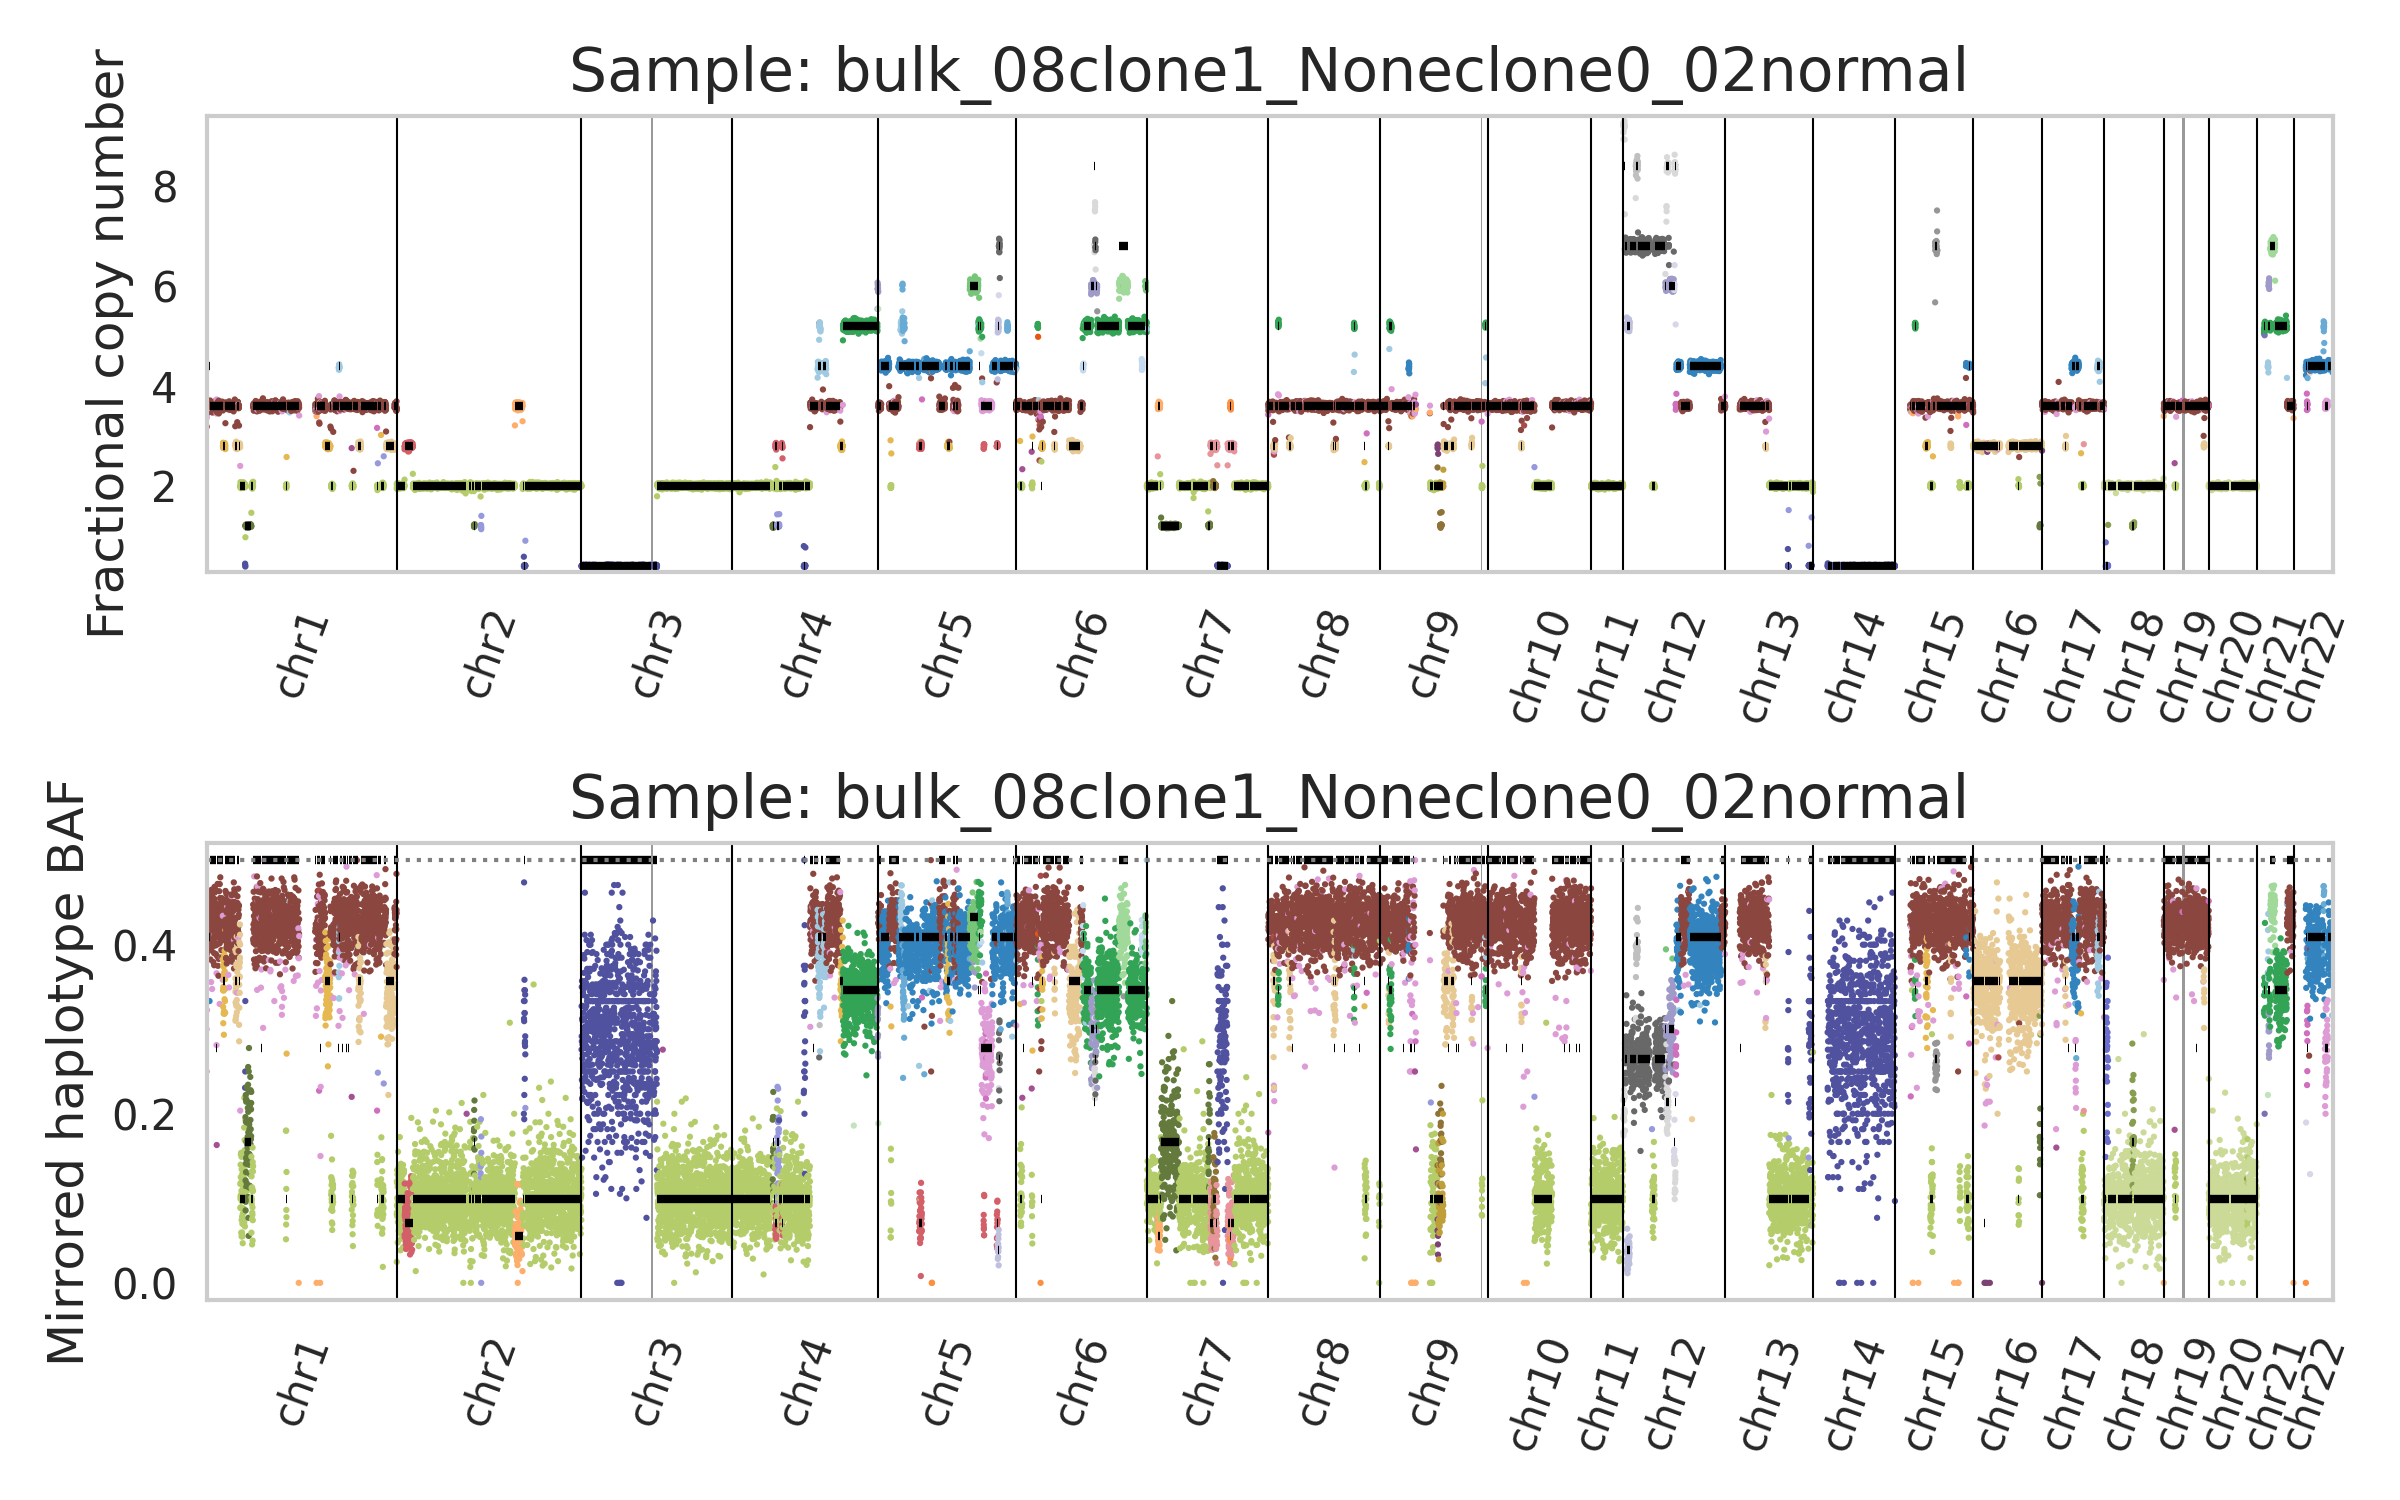 Sample: bulk_08clone1_Noneclone0_02normal
Fractional copy number
8
6
4
2
chr1
chr2
chr3
chr4
chr5
chr6
chr7
chr8
chr9
chr10
chr11
chr12
chr13
chr14
chr15
chr16
chr17
chr18
chr19
chr20
chr21
chr22
Sample: bulk_08clone1_Noneclone0_02normal
Mirrored haplotype BAF
0.4
0.2
0.0
chr1
chr2
chr3
chr4
chr5
chr6
chr7
chr8
chr9
chr10
chr11
chr12
chr13
chr14
chr15
chr16
chr17
chr18
chr19
chr20
chr21
chr22